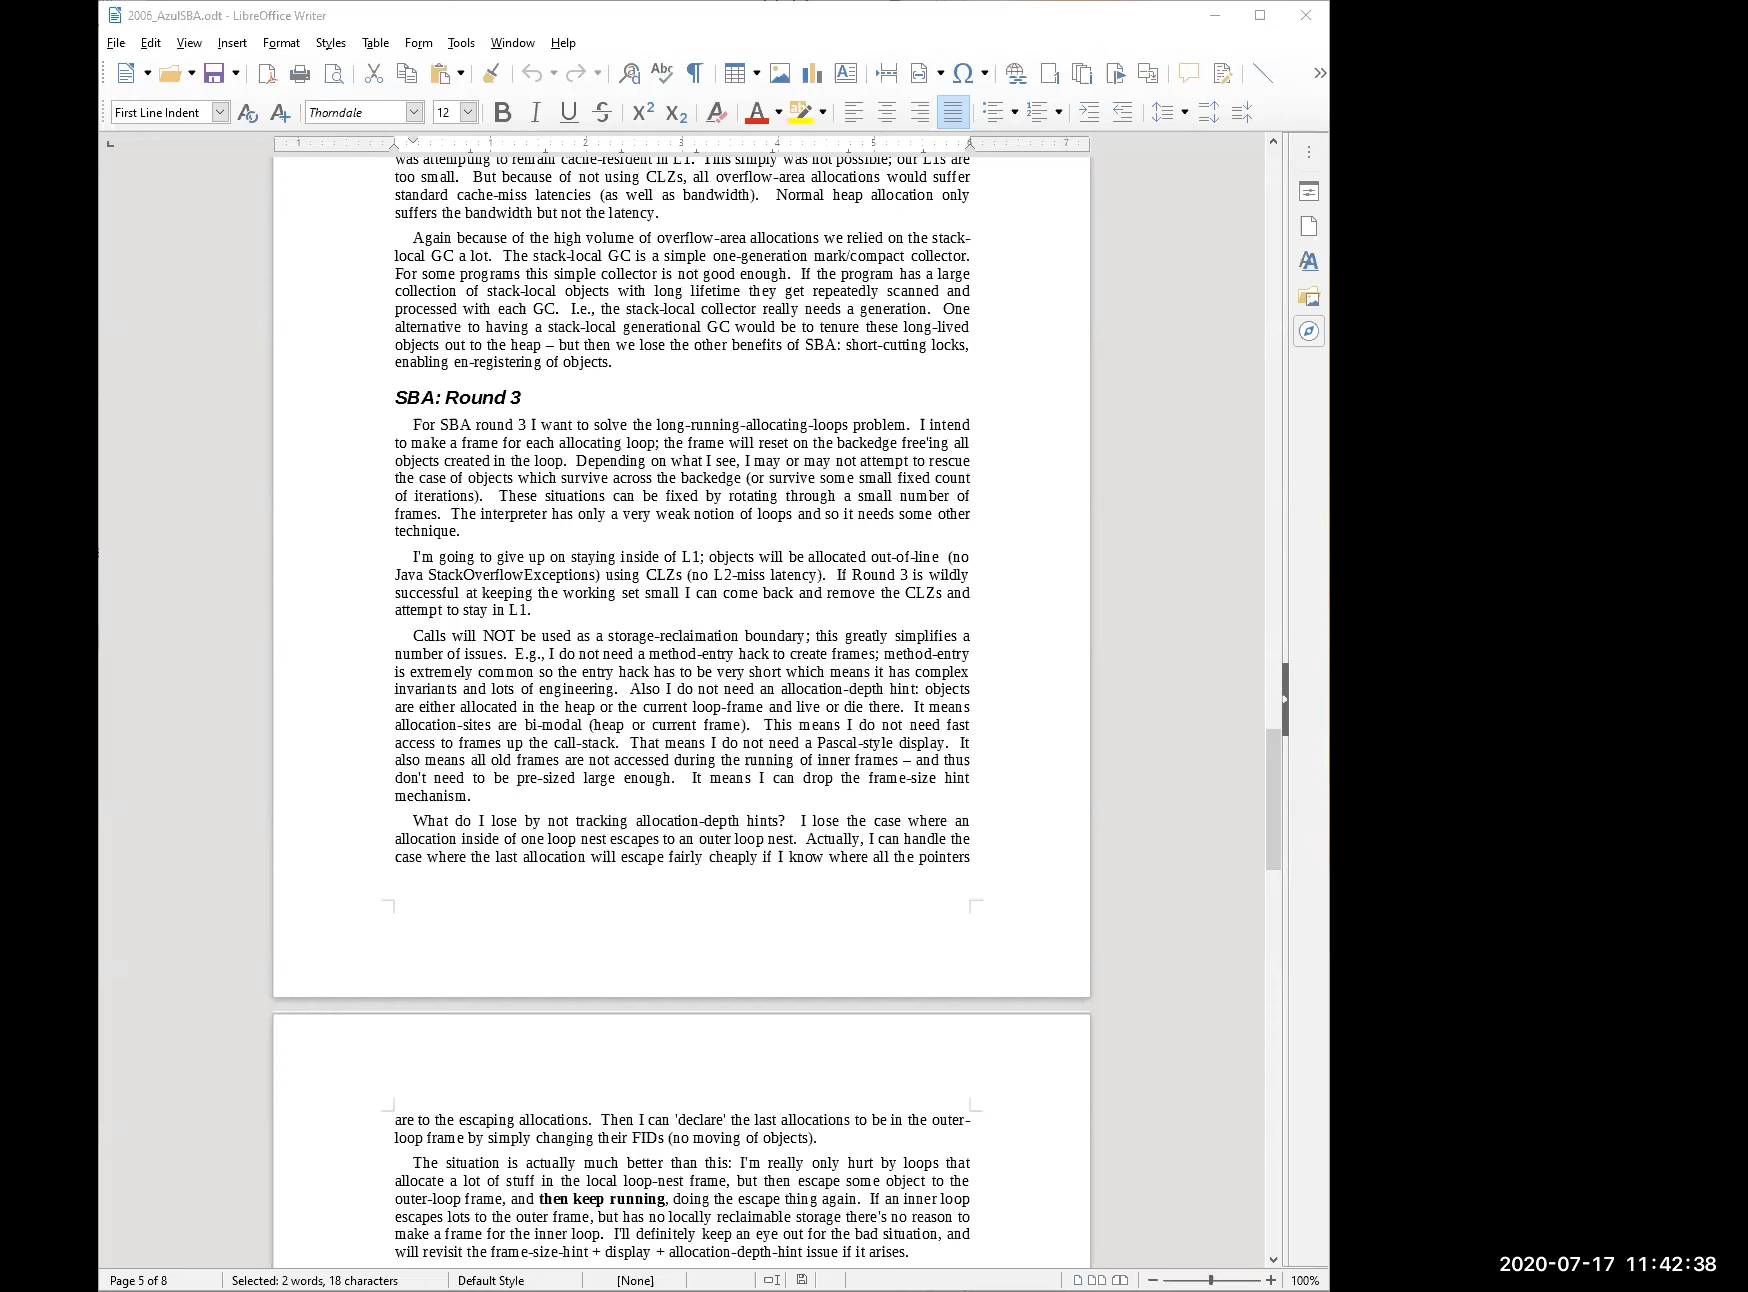 2006_AzulSBA.odt - LibreOffice Writer
File Edit View Insert Format Styles Table Form Tools Window Help
First Line Indent Thorndale 12
1 1 2 3 4 5 6 7
was attempting to remain cache-resident in L1. This simply was not possible; our L1s are
too small. But because of not using CLZs, all overflow-area allocations would suffer
standard cache-miss latencies (as well as bandwidth). Normal heap allocation only
suffers the bandwidth but not the latency.
Again because of the high volume of overflow-area allocations we relied on the stack-
local GC a lot. The stack-local GC is a simple one-generation mark/compact collector.
For some programs this simple collector is not good enough. If the program has a large
collection of stack-local objects with long lifetime they get repeatedly scanned and
processed with each GC. I.e., the stack-local collector really needs a generation. One
alternative to having a stack-local generational GC would be to tenure these long-lived
objects out to the heap – but then we lose the other benefits of SBA: short-cutting locks,
enabling en-registering of objects.
SBA: Round 3
For SBA round 3 I want to solve the long-running-allocating-loops problem. I intend
to make a frame for each allocating loop; the frame will reset on the backedge free'ing all
objects created in the loop. Depending on what I see, I may or may not attempt to rescue
the case of objects which survive across the backedge (or survive some small fixed count
of iterations). These situations can be fixed by rotating through a small number of
frames. The interpreter has only a very weak notion of loops and so it needs some other
technique.
I'm going to give up on staying inside of L1; objects will be allocated out-of-line (no
Java StackOverflowExceptions) using CLZs (no L2-miss latency). If Round 3 is wildly
successful at keeping the working set small I can come back and remove the CLZs and
attempt to stay in L1.
Calls will NOT be used as a storage-reclaimation boundary; this greatly simplifies a
number of issues. E.g., I do not need a method-entry hack to create frames; method-entry
is extremely common so the entry hack has to be very short which means it has complex
invariants and lots of engineering. Also I do not need an allocation-depth hint: objects
are either allocated in the heap or the current loop-frame and live or die there. It means
allocation-sites are bi-modal (heap or current frame). This means I do not need fast
access to frames up the call-stack. That means I do not need a Pascal-style display. It
also means all old frames are not accessed during the running of inner frames – and thus
don't need to be pre-sized large enough. It means I can drop the frame-size hint
mechanism.
What do I lose by not tracking allocation-depth hints? I lose the case where an
allocation inside of one loop nest escapes to an outer loop nest. Actually, I can handle the
case where the last allocation will escape fairly cheaply if I know where all the pointers
are to the escaping allocations. Then I can 'declare' the last allocations to be in the outer-
loop frame by simply changing their FIDs (no moving of objects).
The situation is actually much better than this: I'm really only hurt by loops that
allocate a lot of stuff in the local loop-nest frame, but then escape some object to the
outer-loop frame, and then keep running, doing the escape thing again. If an inner loop
escapes lots to the outer frame, but has no locally reclaimable storage there's no reason to
make a frame for the inner loop. I'll definitely keep an eye out for the bad situation, and
will revisit the frame-size-hint + display + allocation-depth-hint issue if it arises.
Page 5 of 8 Selected: 2 words, 18 characters Default Style [None] 100%
2020-07-17 11:42:38